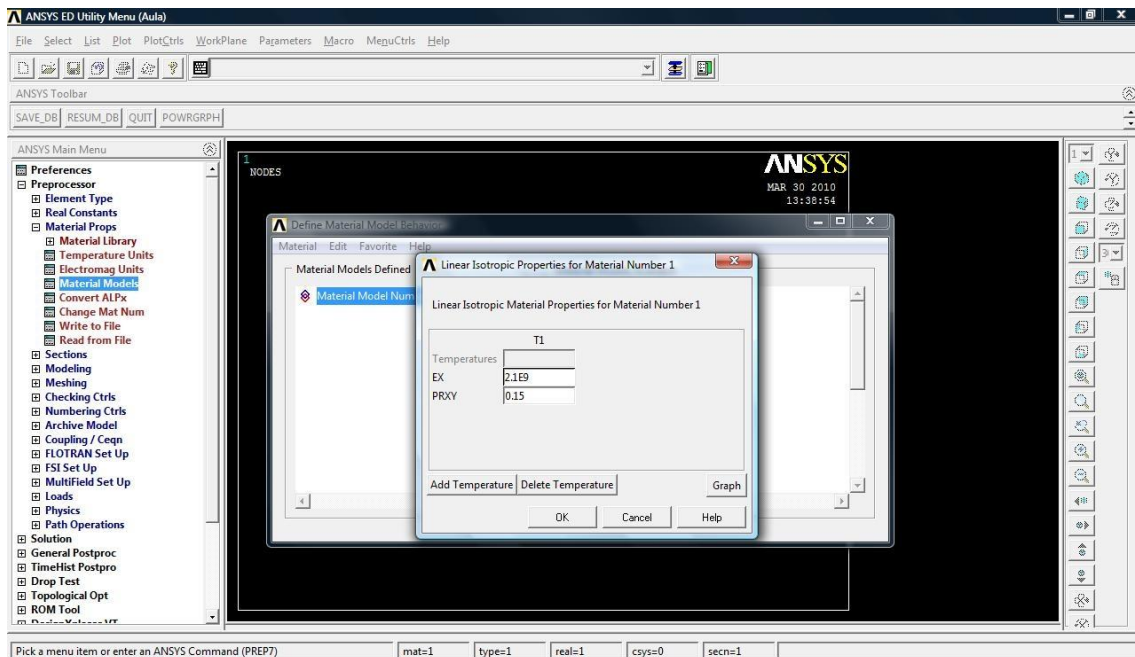 ANSYS ED Utility Menu (Aula)
File Select List Plot PlotCtrls WorkPlane Parameters Macro MenuCtrls Help
ANSYS Toolbar
SAVE_DB RESUM_DB QUIT POWRGRPH
ANSYS Main Menu
Preferences
Preprocessor
Element Type
Real Constants
Material Props
Material Library
Temperature Units
Electromag Units
Material Models
Convert ALPx
Change Mat Num
Write to File
Read from File
Sections
Modeling
Meshing
Checking Ctrls
Numbering Ctrls
Archive Model
Coupling / Ceqn
FLOTRAN Set Up
FSI Set Up
MultiField Set Up
Loads
Physics
Path Operations
Solution
General Postproc
TimeHist Postpro
Drop Test
Topological Opt
ROM Tool
1
NODES
ANSYS
MAR 30 2010
13:38:54
Define Material Model Behavior
Material Edit Favorite Help
Material Models Defined
Material Model Num
Linear Isotropic Properties for Material Number 1
Linear Isotropic Material Properties for Material Number 1
T1
Temperatures
EX 2.1E9
PRXY 0.15
Add Temperature Delete Temperature Graph
OK Cancel Help
1
3
Pick a menu item or enter an ANSYS Command (PREP7) mat=1 type=1 real=1 csys=0 secn=1